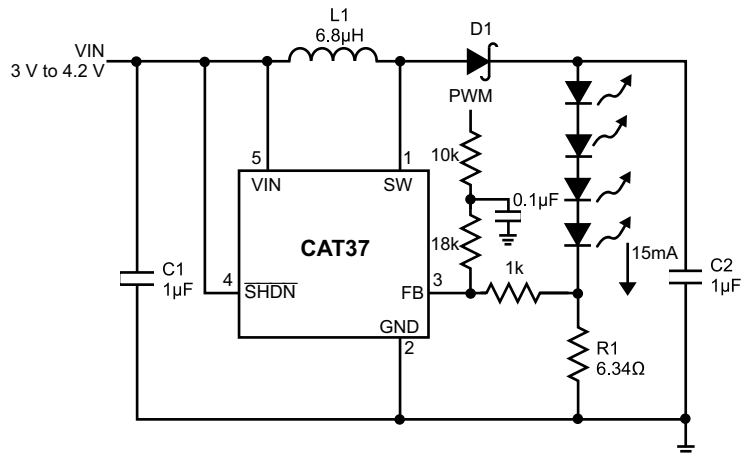 L1
6.8µH
D1
VIN
3 V to 4.2 V
PWM
10k
5
1
VIN
SW
0.1µF
CAT37
18k
15mA
C1
1µF
4
SHDN
FB
3
1k
C2
1µF
GND
2
R1
6.34Ω